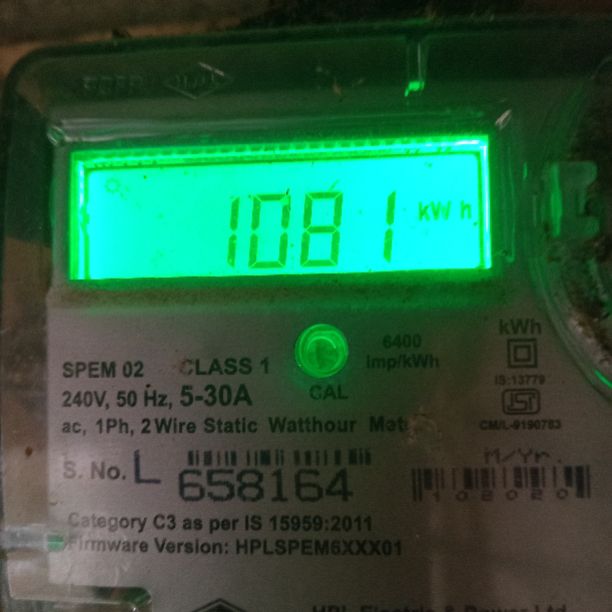 1081 kWh
6400
Imp/kWh
kWh
IS:13779
CM/L-9190783
SPEM 02 CLASS 1
CAL
240V, 50 Hz, 5-30A
ac, 1Ph, 2 Wire Static Watthour
S. No. L 658164
M/Yr.
102020
Category C3 as per IS 15959:2011
Firmware Version: HPLSPEM6XXX01